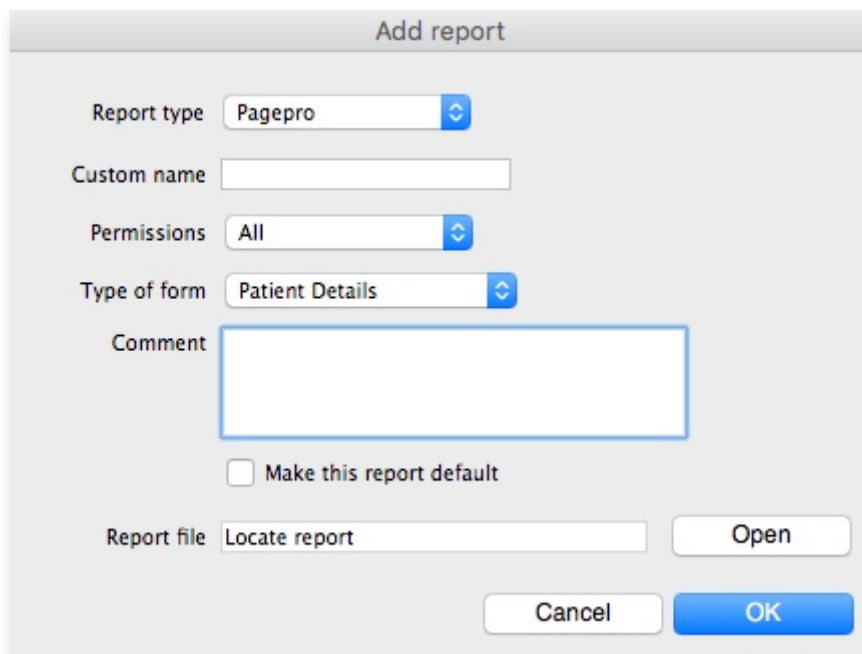 Add report
Report type Pagepro
Custom name
Permissions All
Type of form Patient Details
Comment
Make this report default
Report file Locate report Open
Cancel OK